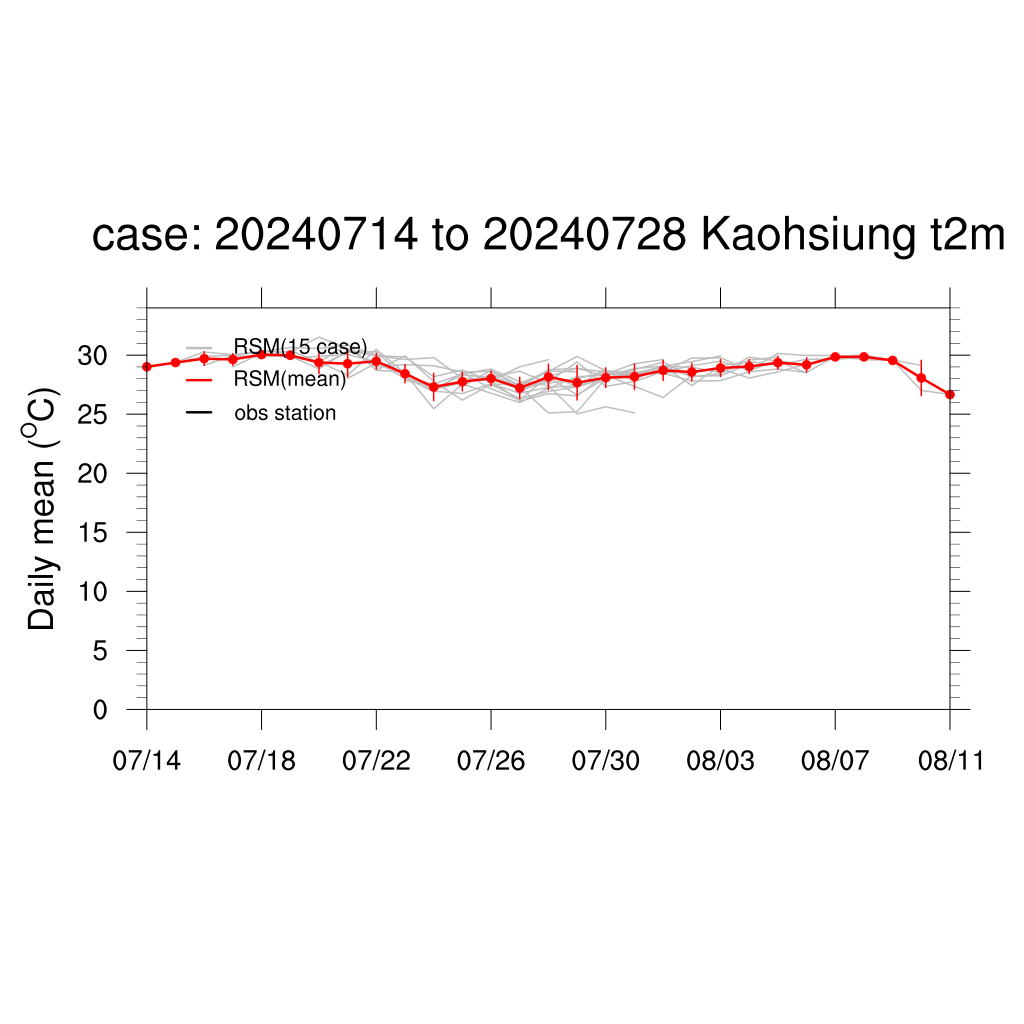 case: 20240714 to 20240728 Kaohsiung t2m
Daily mean (°C)
RSM(15 case)
RSM(mean)
obs station
30
25
20
15
10
5
0
07/14 07/18 07/22 07/26 07/30 08/03 08/07 08/11